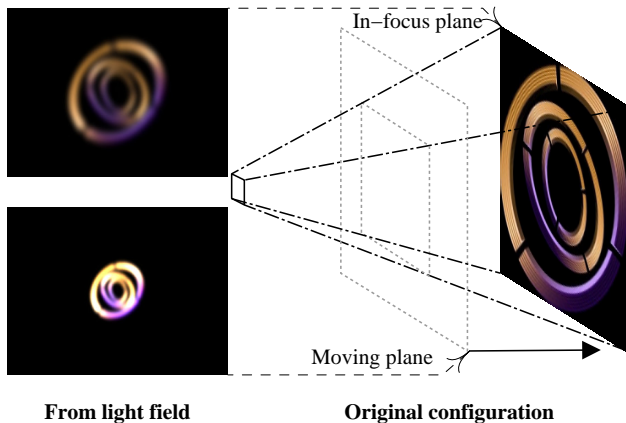 In−focus plane
Moving plane
From light field
Original configuration